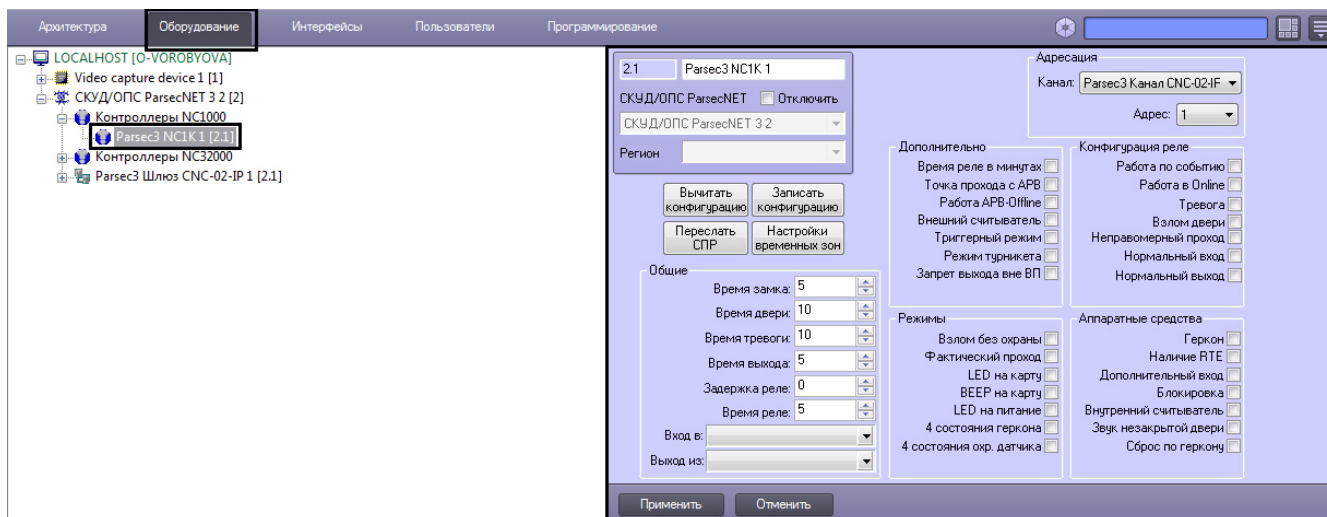 Архитектура Оборудование Интерфейсы Пользователи Программирование
LOCALHOST [O-VOROBYOVA]
Video capture device 1 [1]
СКУД/ОПС ParsecNET 3 2 [2]
Контроллеры NC1000
Parsec3 NC1K 1 [2.1]
Контроллеры NC32000
Parsec3 Шлюз CNC-02-IP 1 [2.1]
2.1 Parsec3 NC1K 1
СКУД/ОПС ParsecNET Отключить
СКУД/ОПС ParsecNET 3 2
Регион
Адресация
Канал: Parsec3 Канал CNC-02-IF
Адрес: 1
Вычитать конфигурацию
Записать конфигурацию
Переслать СПР
Настройки временных зон
Общие
Время замка: 5
Время двери: 10
Время тревоги: 10
Время выхода: 5
Задержка реле: 0
Время реле: 5
Вход в:
Выход из:
Дополнительно
Время реле в минутах
Точка прохода с APB
Работа APB-Offline
Внешний считыватель
Триггерный режим
Режим турникета
Запрет выхода вне ВП
Конфигурация реле
Работа по событию
Работа в Online
Тревога
Взлом двери
Неправомерный проход
Нормальный вход
Нормальный выход
Режимы
Взлом без охраны
Фактический проход
LED на карту
BEEP на карту
LED на питание
4 состояния геркона
4 состояния охр. датчика
Аппаратные средства
Геркон
Наличие RTE
Дополнительный вход
Блокировка
Внутренний считыватель
Звук незакрытой двери
Сброс по геркону
Применить Отменить